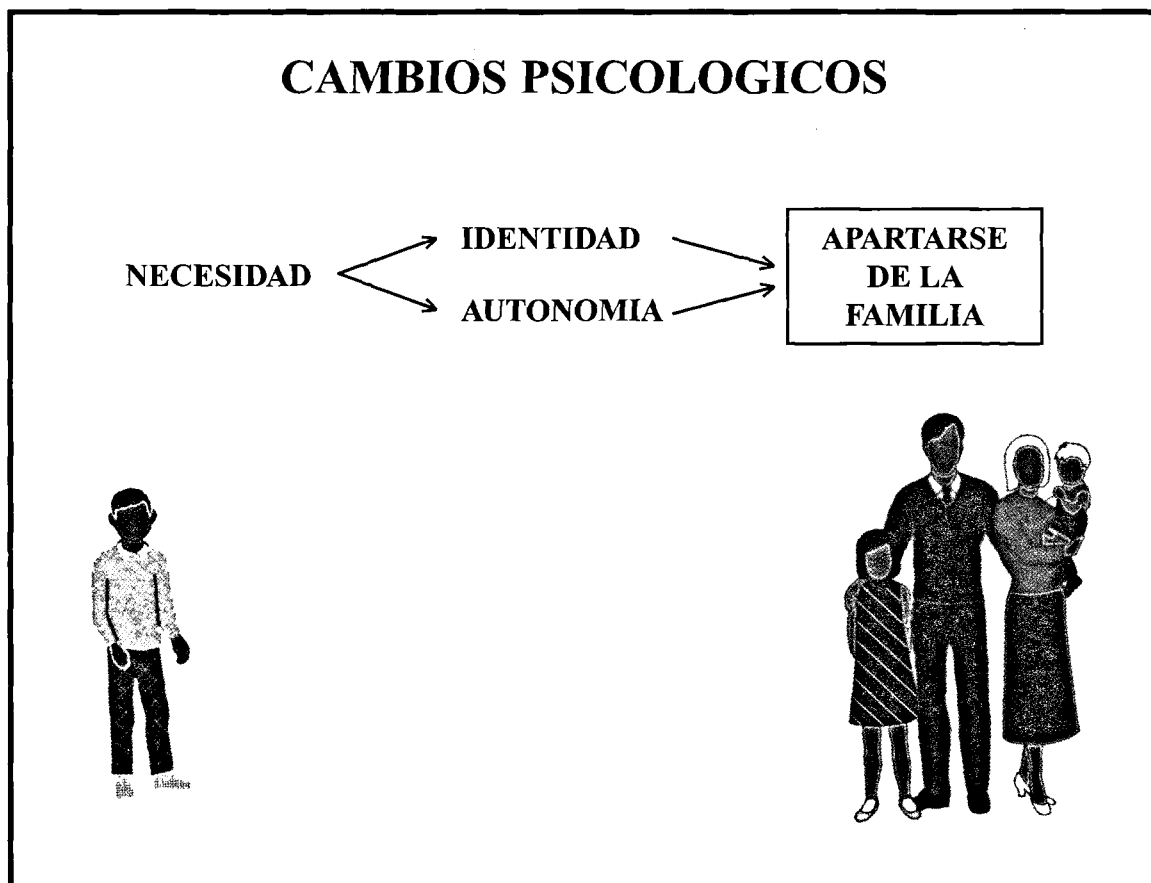 CAMBIOS PSICOLOGICOS
NECESIDAD
IDENTIDAD
AUTONOMIA
APARTARSE
DE LA
FAMILIA